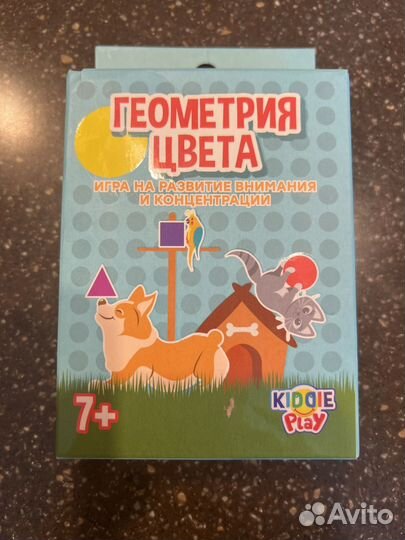 ГЕОМЕТРИЯ
ЦВЕТА
ИГРА НА РАЗВИТИЕ ВНИМАНИЯ
И КОНЦЕНТРАЦИИ
7+
KIDDIE
Play
Avito